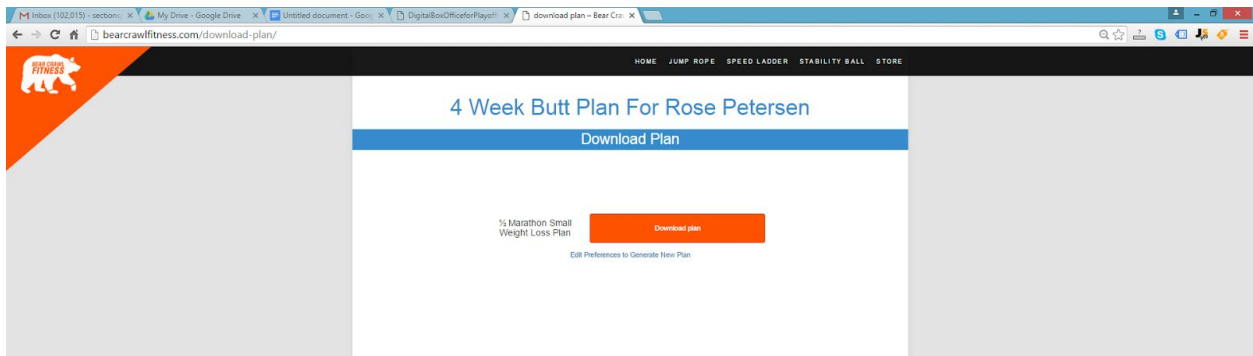 Inbox (102,015) - sections
My Drive - Google Drive
Untitled document - Goog
DigitalBoxOfficeforPlayoff
download plan – Bear Cra
bearcrawlfitness.com/download-plan/
BEAR CRAWL
FITNESS
HOME JUMP ROPE SPEED LADDER STABILITY BALL STORE
4 Week Butt Plan For Rose Petersen
Download Plan
½ Marathon Small
Weight Loss Plan
Download plan
Edit Preferences to Generate New Plan